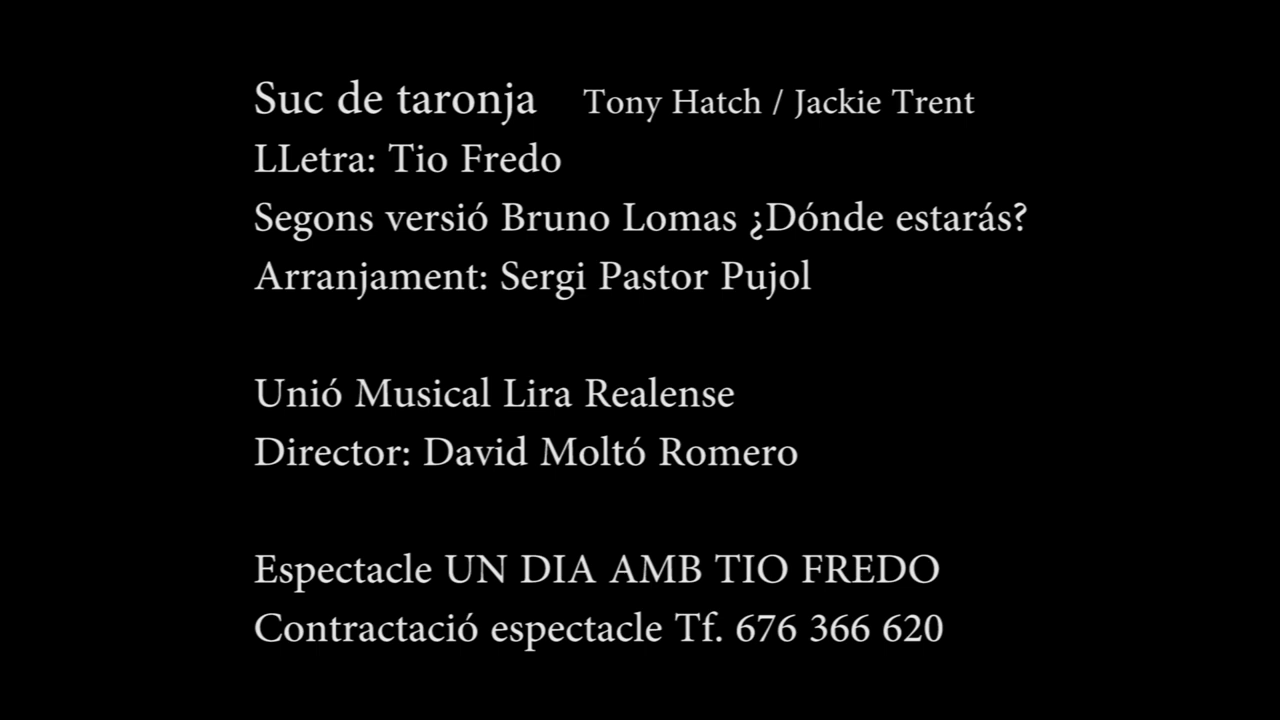 Suc de taronja Tony Hatch / Jackie Trent
LLetra: Tio Fredo
Segons versió Bruno Lomas ¿Dónde estarás?
Arranjament: Sergi Pastor Pujol
Unió Musical Lira Realense
Director: David Moltó Romero
Espectacle UN DIA AMB TIO FREDO
Contractació espectacle Tf. 676 366 620